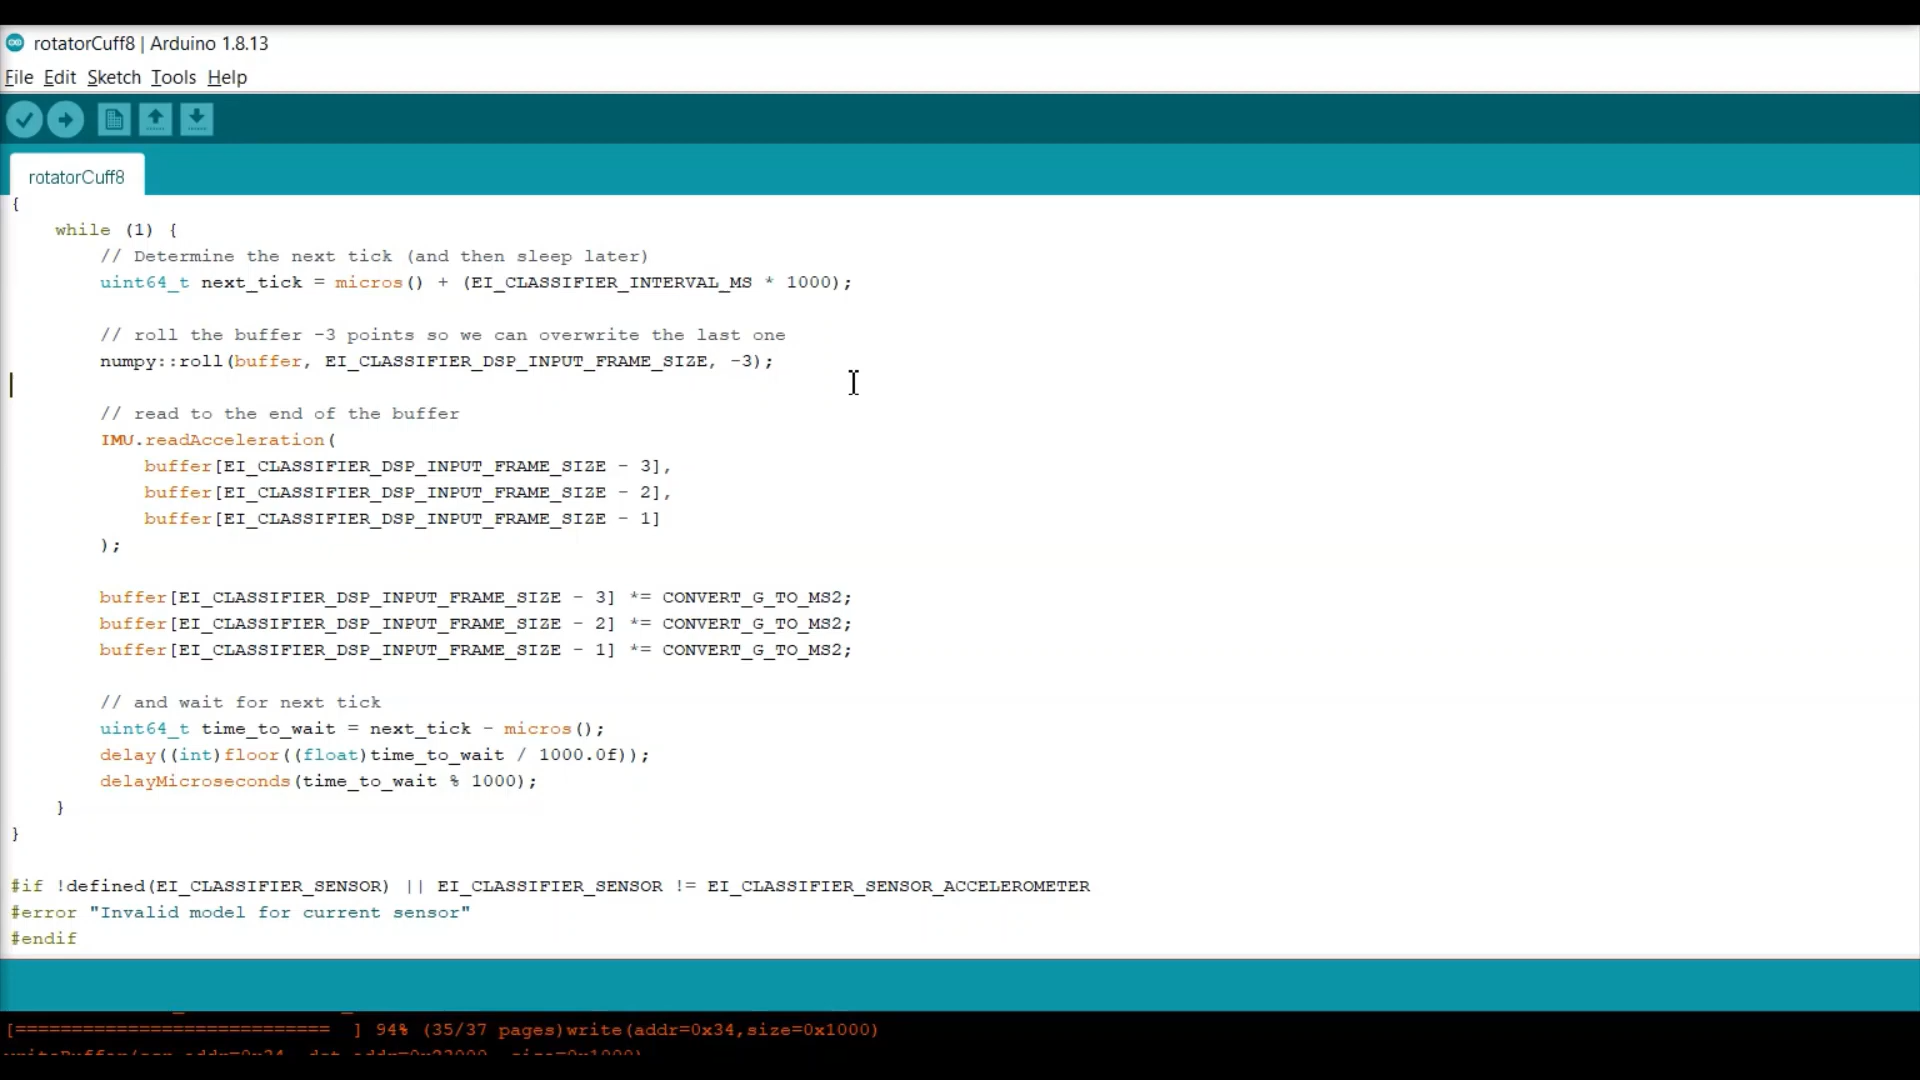 rotatorCuff8 | Arduino 1.8.13
File Edit Sketch Tools Help
rotatorCuff8
{
    while (1) {
        // Determine the next tick (and then sleep later)
        uint64_t next_tick = micros() + (EI_CLASSIFIER_INTERVAL_MS * 1000);

        // roll the buffer -3 points so we can overwrite the last one
        numpy::roll(buffer, EI_CLASSIFIER_DSP_INPUT_FRAME_SIZE, -3);

        // read to the end of the buffer
        IMU.readAcceleration(
            buffer[EI_CLASSIFIER_DSP_INPUT_FRAME_SIZE - 3],
            buffer[EI_CLASSIFIER_DSP_INPUT_FRAME_SIZE - 2],
            buffer[EI_CLASSIFIER_DSP_INPUT_FRAME_SIZE - 1]
        );

        buffer[EI_CLASSIFIER_DSP_INPUT_FRAME_SIZE - 3] *= CONVERT_G_TO_MS2;
        buffer[EI_CLASSIFIER_DSP_INPUT_FRAME_SIZE - 2] *= CONVERT_G_TO_MS2;
        buffer[EI_CLASSIFIER_DSP_INPUT_FRAME_SIZE - 1] *= CONVERT_G_TO_MS2;

        // and wait for next tick
        uint64_t time_to_wait = next_tick - micros();
        delay((int)floor((float)time_to_wait / 1000.0f));
        delayMicroseconds(time_to_wait % 1000);
    }
}

#if !defined(EI_CLASSIFIER_SENSOR) || EI_CLASSIFIER_SENSOR != EI_CLASSIFIER_SENSOR_ACCELEROMETER
#error "Invalid model for current sensor"
#endif
[============================  ] 94% (35/37 pages)write(addr=0x34,size=0x1000)